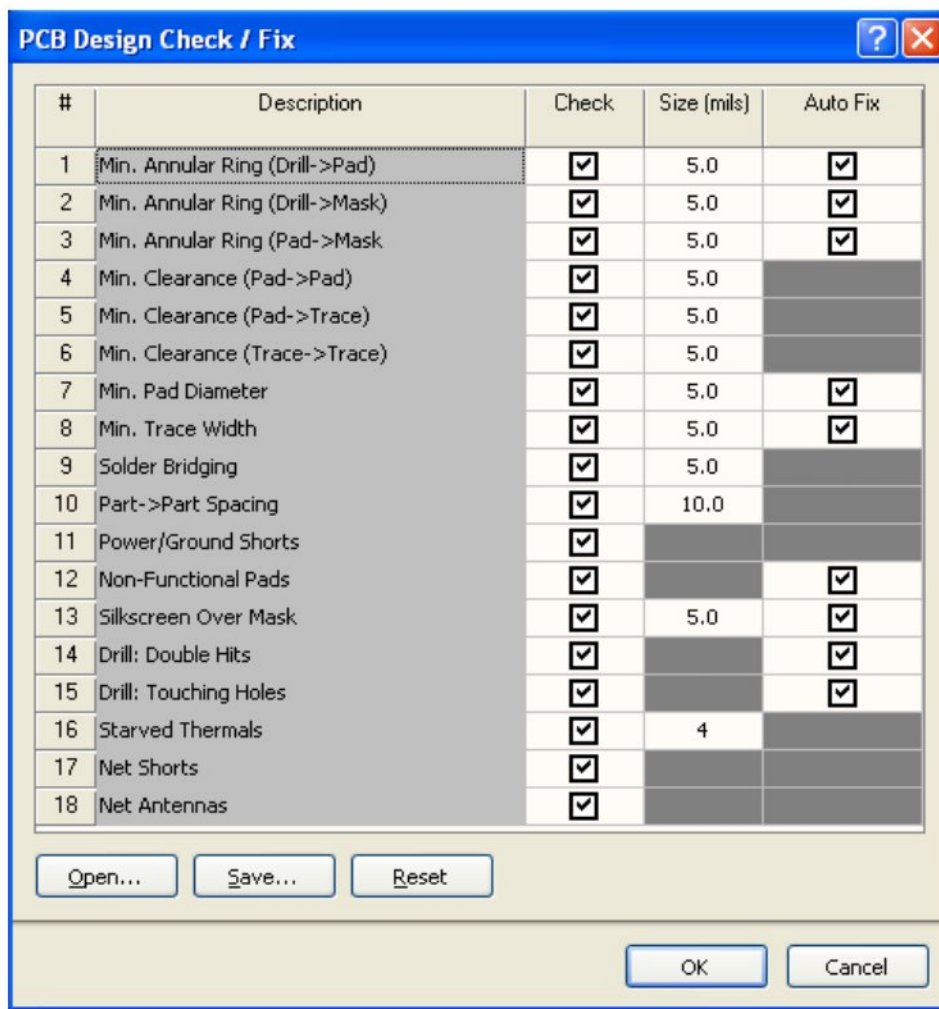 PCB Design Check / Fix
# Description Check Size (mils) Auto Fix
1 Min. Annular Ring (Drill->Pad) 5.0
2 Min. Annular Ring (Drill->Mask) 5.0
3 Min. Annular Ring (Pad->Mask 5.0
4 Min. Clearance (Pad->Pad) 5.0
5 Min. Clearance (Pad->Trace) 5.0
6 Min. Clearance (Trace->Trace) 5.0
7 Min. Pad Diameter 5.0
8 Min. Trace Width 5.0
9 Solder Bridging 5.0
10 Part->Part Spacing 10.0
11 Power/Ground Shorts
12 Non-Functional Pads
13 Silkscreen Over Mask 5.0
14 Drill: Double Hits
15 Drill: Touching Holes
16 Starved Thermals 4
17 Net Shorts
18 Net Antennas
Open... Save... Reset
OK Cancel